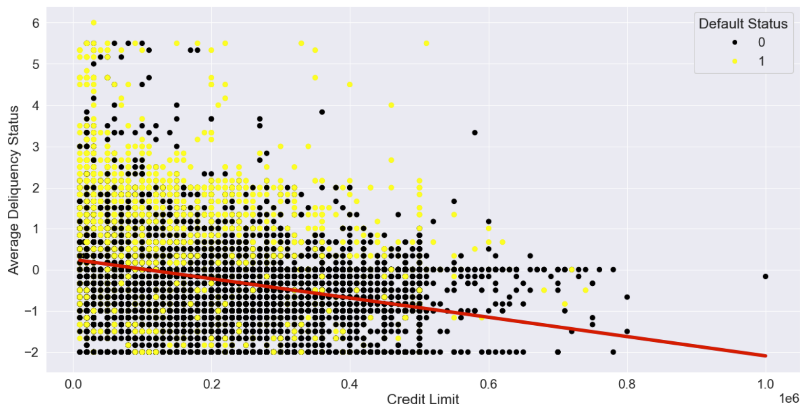 Default Status
0
1
Average Deliquency Status
6
5
4
3
2
1
0
−1
−2
0.0 0.2 0.4 0.6 0.8 1.0
1e6
Credit Limit